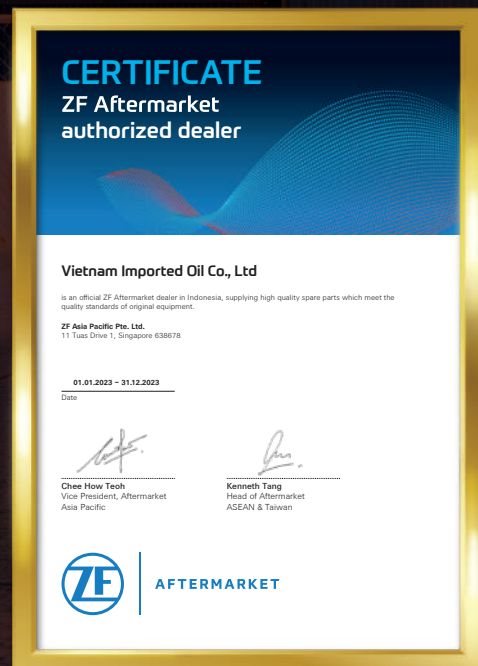 CERTIFICATE
ZF Aftermarket
authorized dealer
Vietnam Imported Oil Co., Ltd
is an official ZF Aftermarket dealer in Indonesia, supplying high quality spare parts which meet the
quality standards of original equipment.
ZF Asia Pacific Pte. Ltd.
11 Tuas Drive 1, Singapore 638678
01.01.2023 – 31.12.2023
Date
Chee How Teoh
Vice President, Aftermarket
Asia Pacific
Kenneth Tang
Head of Aftermarket
ASEAN & Taiwan
ZF AFTERMARKET